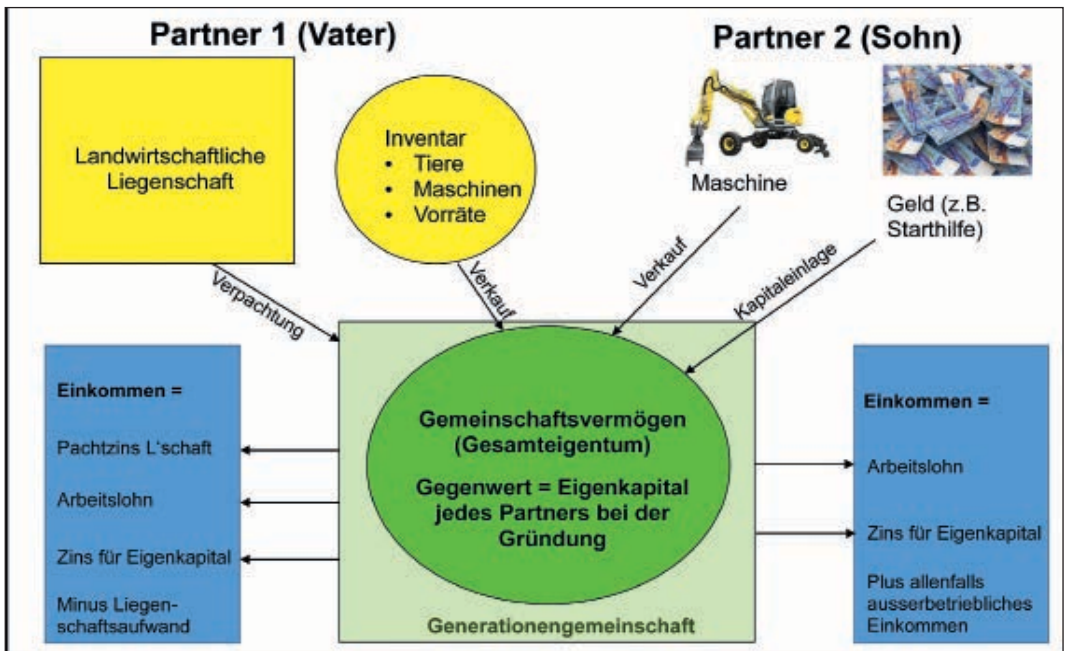 Partner 1 (Vater)
Partner 2 (Sohn)
Landwirtschaftliche
Liegenschaft
Inventar
• Tiere
• Maschinen
• Vorräte
Maschine
Geld (z.B.
Starthilfe)
Verpachtung
Verkauf
Verkauf
Kapitaleinlage
Einkommen =
Pachtzins L'schaft
Arbeitslohn
Zins für Eigenkapital
Minus Liegen-
schaftsaufwand
Gemeinschaftsvermögen
(Gesamteigentum)
Gegenwert = Eigenkapital
jedes Partners bei der
Gründung
Generationengemeinschaft
Einkommen =
Arbeitslohn
Zins für Eigenkapital
Plus allenfalls
ausserbetriebliches
Einkommen